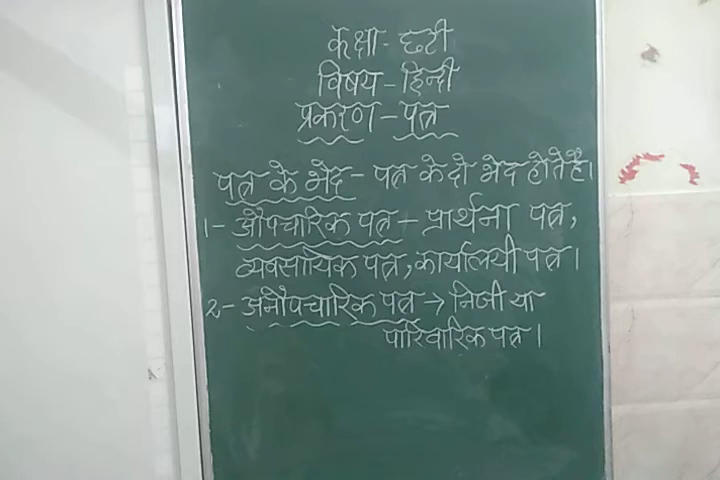 कक्षा - छटी
विषय - हिन्दी
प्रकरण - पत्र
पत्र के भेद - पत्र के दो भेद होते है।
1 - औपचारिक पत्र - प्रार्थना पत्र,
व्यवसायिक पत्र, कार्यालयी पत्र।
2 - अनौपचारिक पत्र → निजी या
पारिवारिक पत्र।